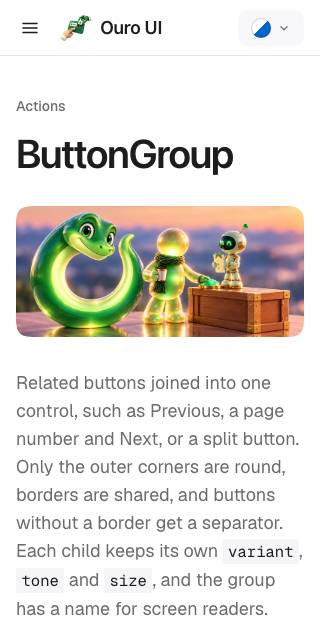 Ouro UI
Actions
ButtonGroup
Related buttons joined into one
control, such as Previous, a page
number and Next, or a split button.
Only the outer corners are round,
borders are shared, and buttons
without a border get a separator.
Each child keeps its own variant,
tone and size, and the group
has a name for screen readers.